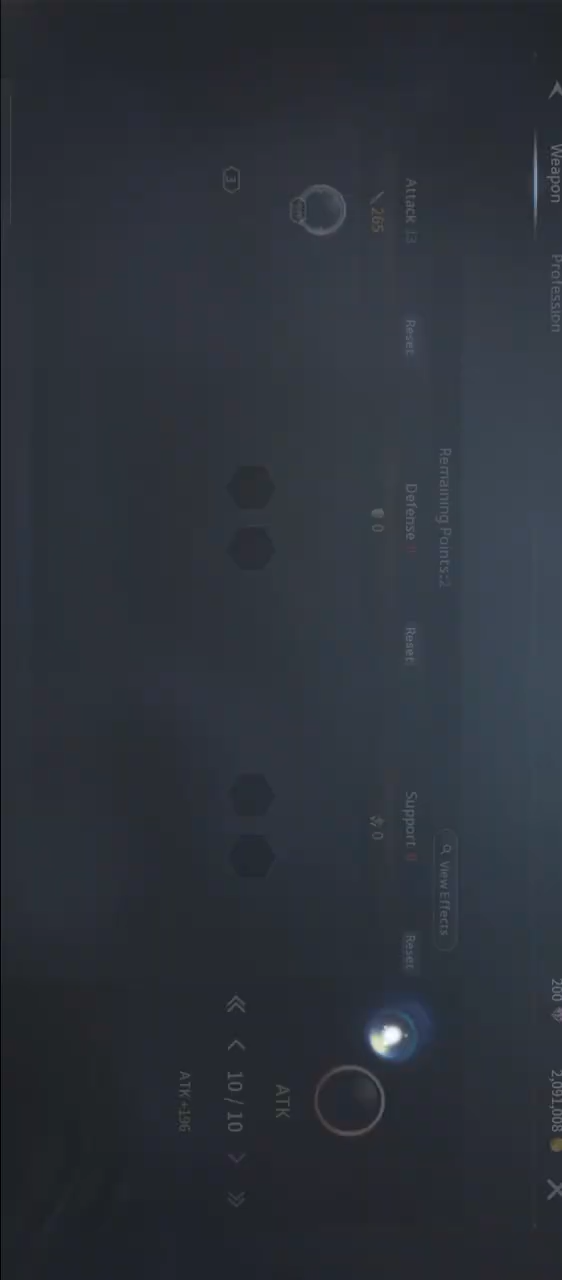 Weapon Profession 200 2,091,008
Remaining Points:2 View Effects
Attack 13 Reset
265
Defense Reset
0
Support Reset
0
3
ATK
10 / 10
ATK +196